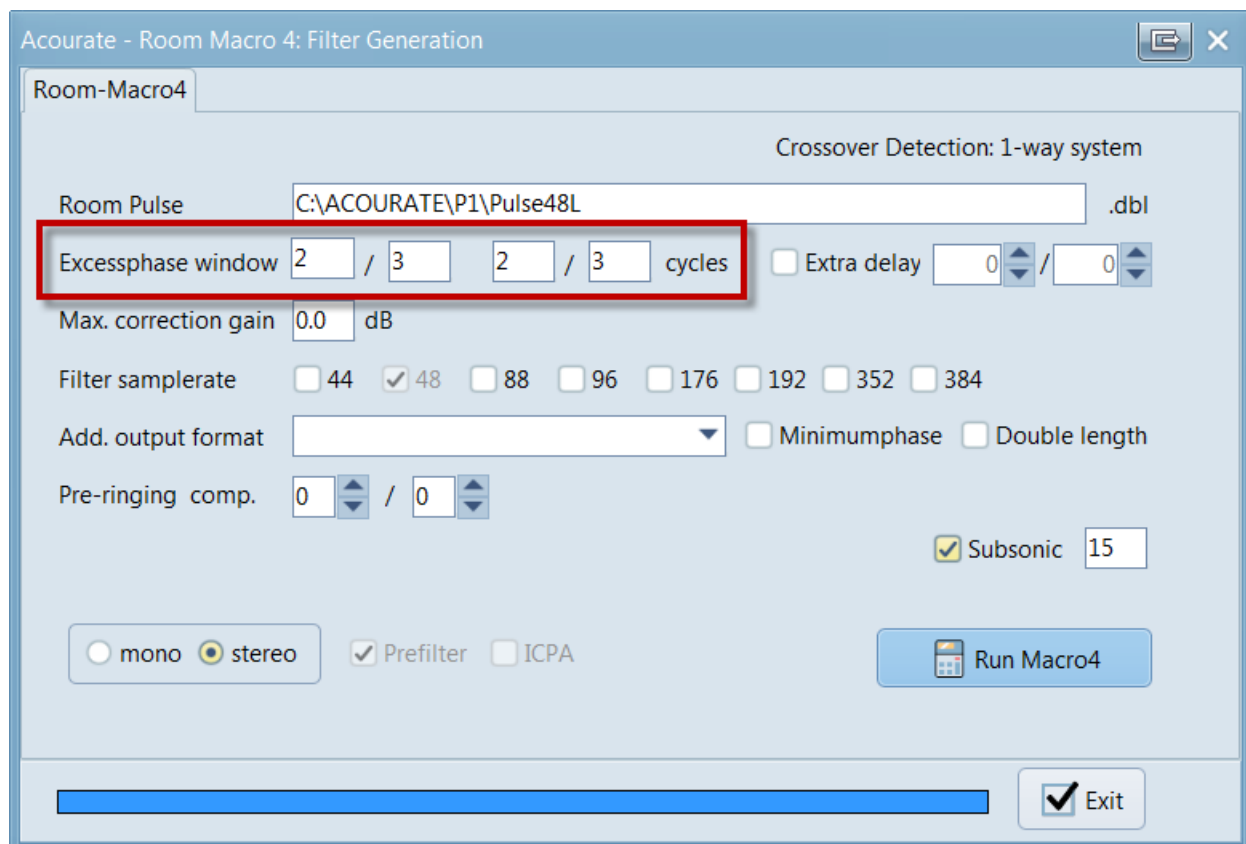 Acourate - Room Macro 4: Filter Generation
Room-Macro4
Crossover Detection: 1-way system
Room Pulse C:\ACOURATE\P1\Pulse48L .dbl
Excessphase window 2 / 3 2 / 3 cycles Extra delay 0 / 0
Max. correction gain 0.0 dB
Filter samplerate 44 48 88 96 176 192 352 384
Add. output format Minimumphase Double length
Pre-ringing comp. 0 / 0
Subsonic 15
mono stereo Prefilter ICPA Run Macro4
Exit